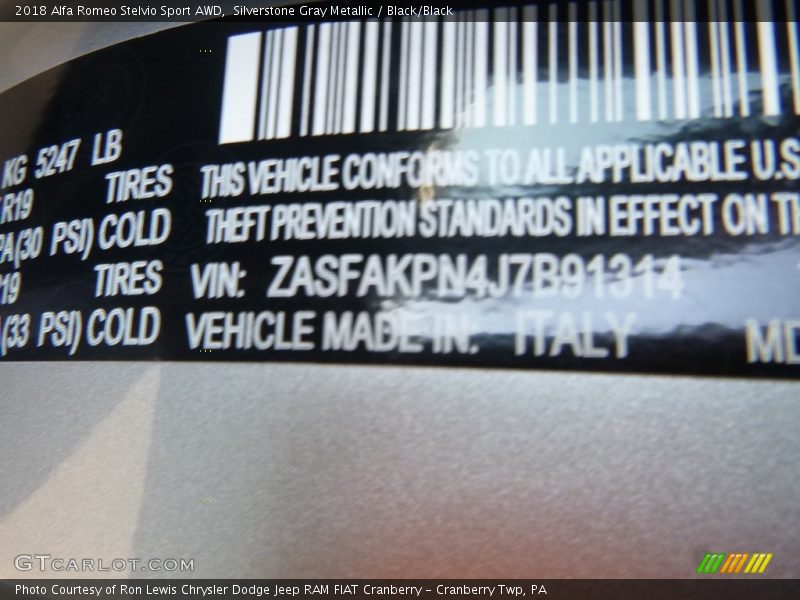 2018 Alfa Romeo Stelvio Sport AWD,  Silverstone Gray Metallic / Black/Black
KG 5247 LB
R19 TIRES
PA(30 PSI) COLD
R19 TIRES
(33 PSI) COLD
THIS VEHICLE CONFORMS TO ALL APPLICABLE U.S
THEFT PREVENTION STANDARDS IN EFFECT ON TH
VIN: ZASFAKPN4J7B91314
VEHICLE MADE IN: ITALY MD
GTCARLOT.COM
Photo Courtesy of Ron Lewis Chrysler Dodge Jeep RAM FIAT Cranberry – Cranberry Twp, PA